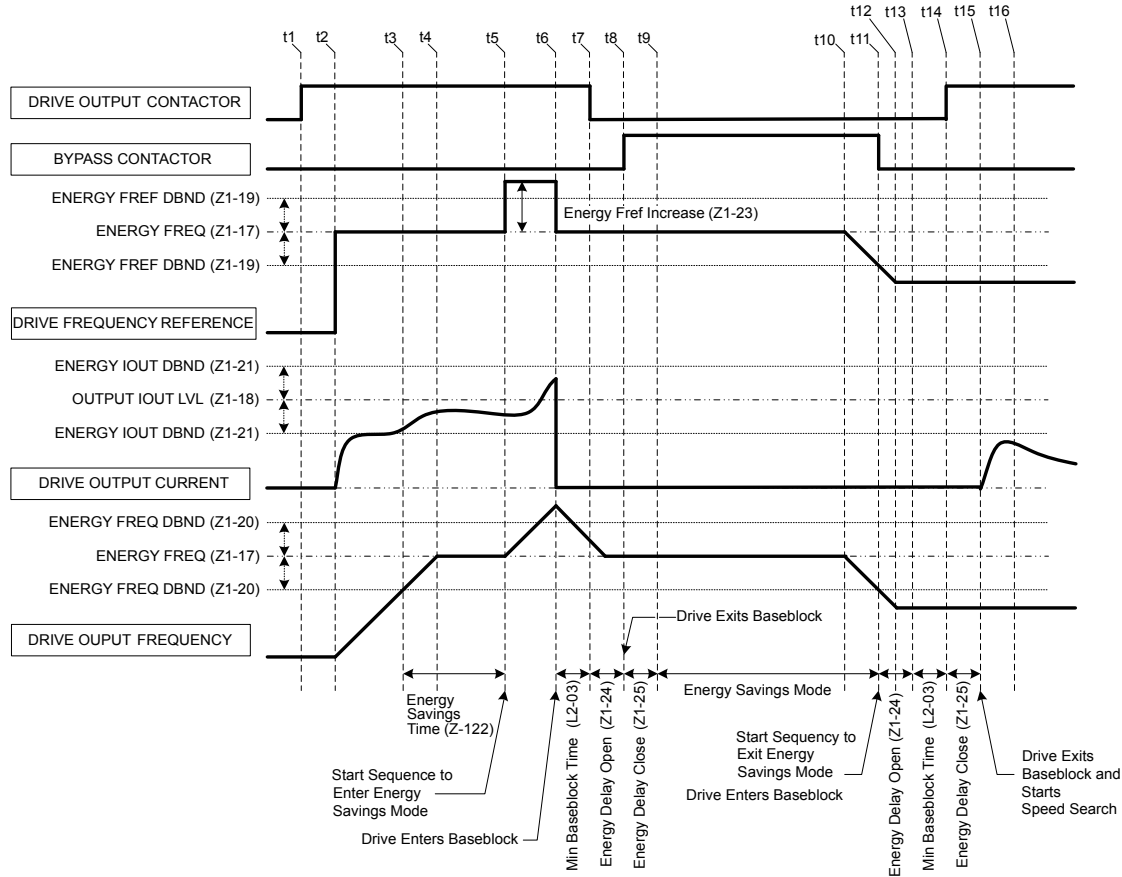 t1
t2
t3
t4
t5
t6
t7
t8
t9
t10
t11
t12
t13
t14
t15
t16
DRIVE OUTPUT CONTACTOR
BYPASS CONTACTOR
ENERGY FREF DBND (Z1-19)
Energy Fref Increase (Z1-23)
ENERGY FREQ (Z1-17)
ENERGY FREF DBND (Z1-19)
DRIVE FREQUENCY REFERENCE
ENERGY IOUT DBND (Z1-21)
OUTPUT IOUT LVL (Z1-18)
ENERGY IOUT DBND (Z1-21)
DRIVE OUTPUT CURRENT
ENERGY FREQ DBND (Z1-20)
ENERGY FREQ (Z1-17)
ENERGY FREQ DBND (Z1-20)
DRIVE OUPUT FREQUENCY
Drive Exits Baseblock
Energy
Savings
Time (Z-122)
Start Sequence to
Enter Energy
Savings Mode
Drive Enters Baseblock
Min Baseblock Time (L2-03)
Energy Delay Open (Z1-24)
Energy Delay Close (Z1-25)
Energy Savings Mode
Start Sequency to
Exit Energy
Savings Mode
Drive Enters Baseblock
Energy Delay Open (Z1-24)
Min Baseblock Time (L2-03)
Energy Delay Close (Z1-25)
Drive Exits
Baseblock and
Starts
Speed Search